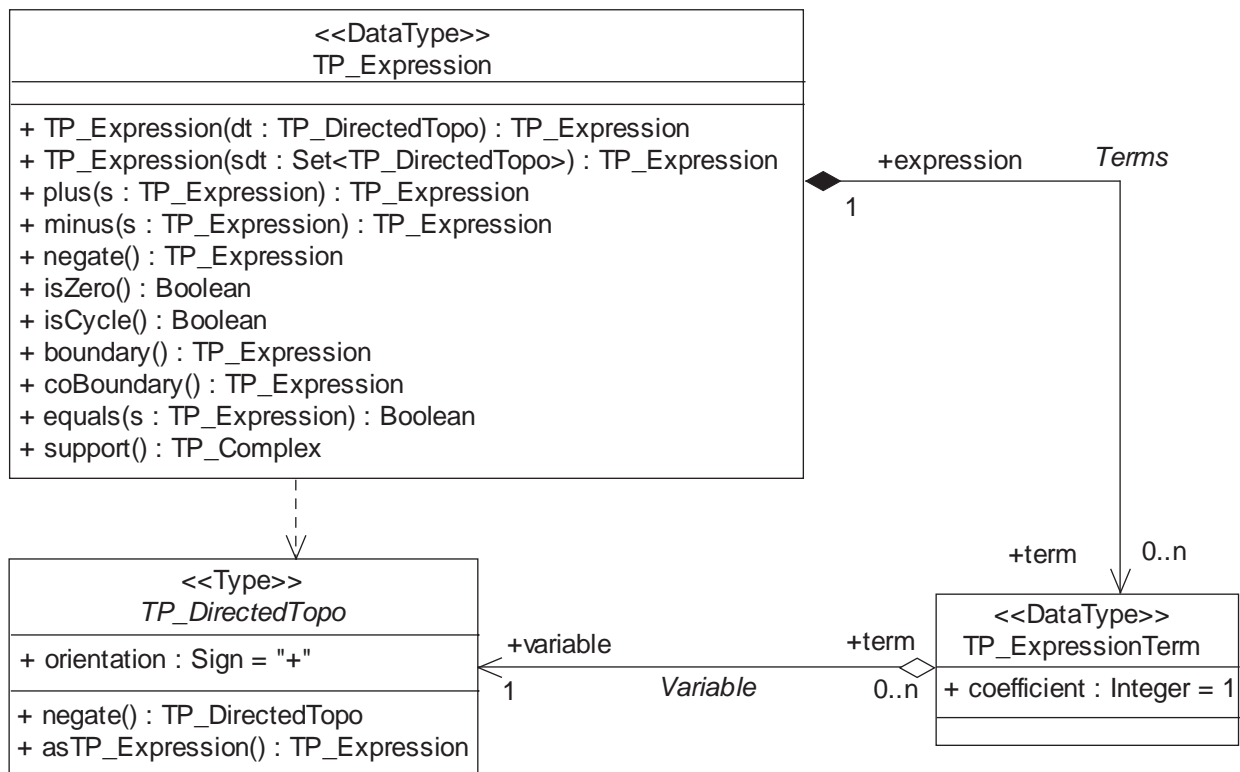 <<DataType>>
TP_Expression
+ TP_Expression(dt : TP_DirectedTopo) : TP_Expression
+ TP_Expression(sdt : Set<TP_DirectedTopo>) : TP_Expression
+ plus(s : TP_Expression) : TP_Expression
+ minus(s : TP_Expression) : TP_Expression
+ negate() : TP_Expression
+ isZero() : Boolean
+ isCycle() : Boolean
+ boundary() : TP_Expression
+ coBoundary() : TP_Expression
+ equals(s : TP_Expression) : Boolean
+ support() : TP_Complex
+expression
Terms
1
+term
0..n
<<Type>>
TP_DirectedTopo
+ orientation : Sign = "+"
+ negate() : TP_DirectedTopo
+ asTP_Expression() : TP_Expression
+variable
1
Variable
+term
0..n
<<DataType>>
TP_ExpressionTerm
+ coefficient : Integer = 1